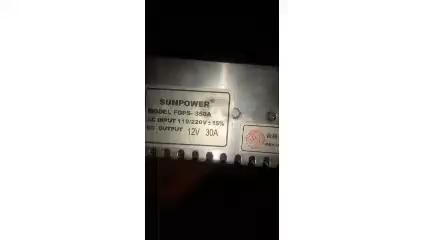 SUNPOWER®
MODEL FDPS-350A
AC INPUT 110/220V±15%
DC OUTPUT 12V 30A